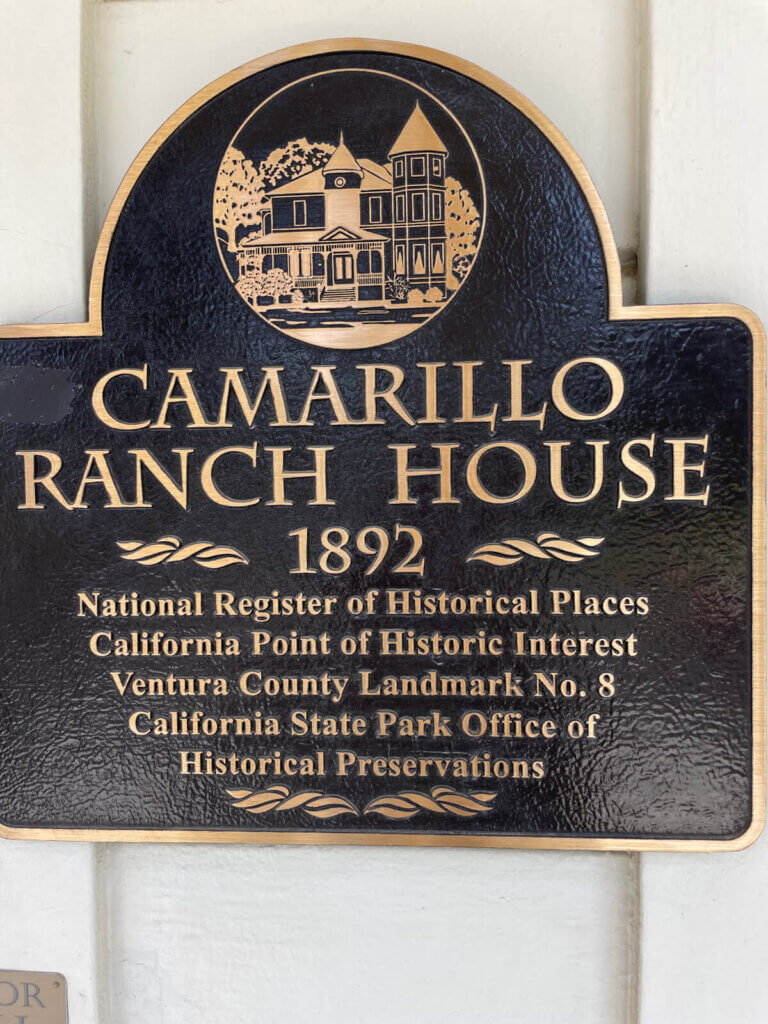 CAMARILLO
RANCH HOUSE
1892
National Register of Historical Places
California Point of Historic Interest
Ventura County Landmark No. 8
California State Park Office of
Historical Preservations
OR